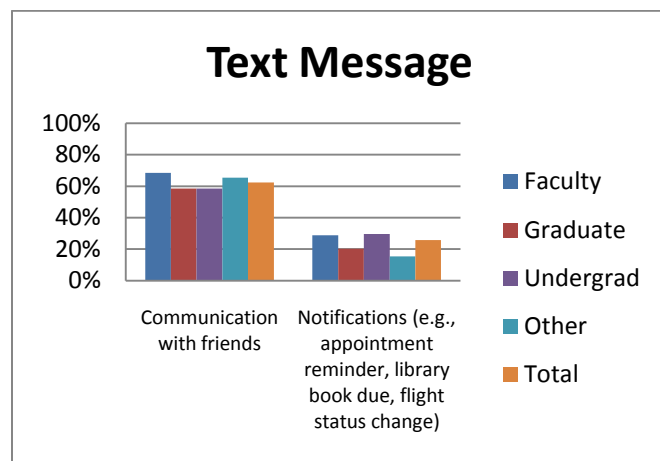 Text Message
100%
80%
60%
40%
20%
0%
Communication
with friends
Notifications (e.g.,
appointment
reminder, library
book due, flight
status change)
Faculty
Graduate
Undergrad
Other
Total